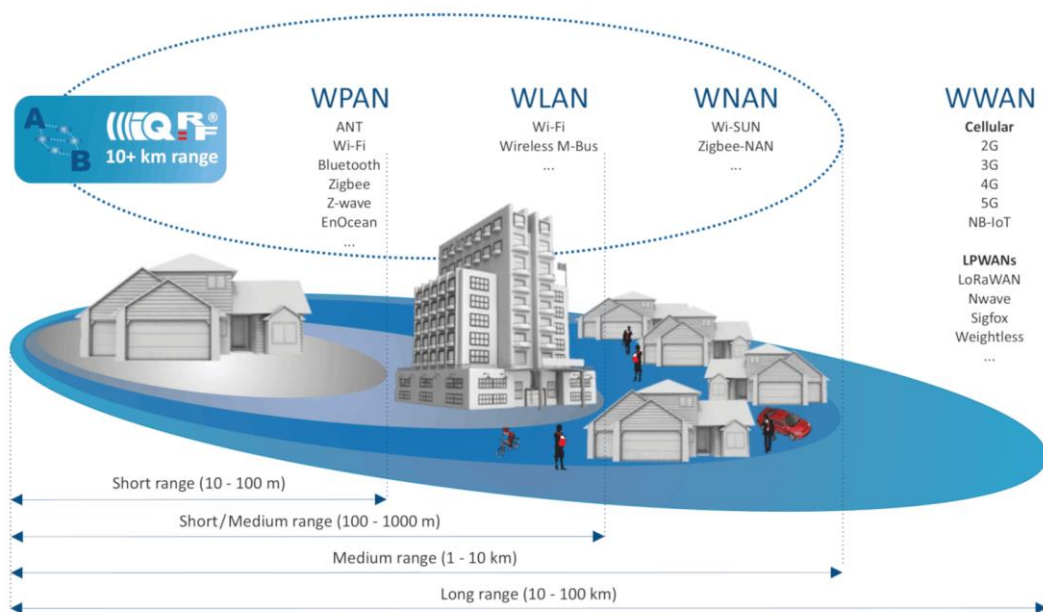 A
B
IQRF®
10+ km range
WPAN
ANT
Wi-Fi
Bluetooth
Zigbee
Z-wave
EnOcean
...
WLAN
Wi-Fi
Wireless M-Bus
...
WNAN
Wi-SUN
Zigbee-NAN
...
WWAN
Cellular
2G
3G
4G
5G
NB-IoT
LPWANs
LoRaWAN
Nwave
Sigfox
Weightless
...
Short range (10 - 100 m)
Short/Medium range (100 - 1000 m)
Medium range (1 - 10 km)
Long range (10 - 100 km)